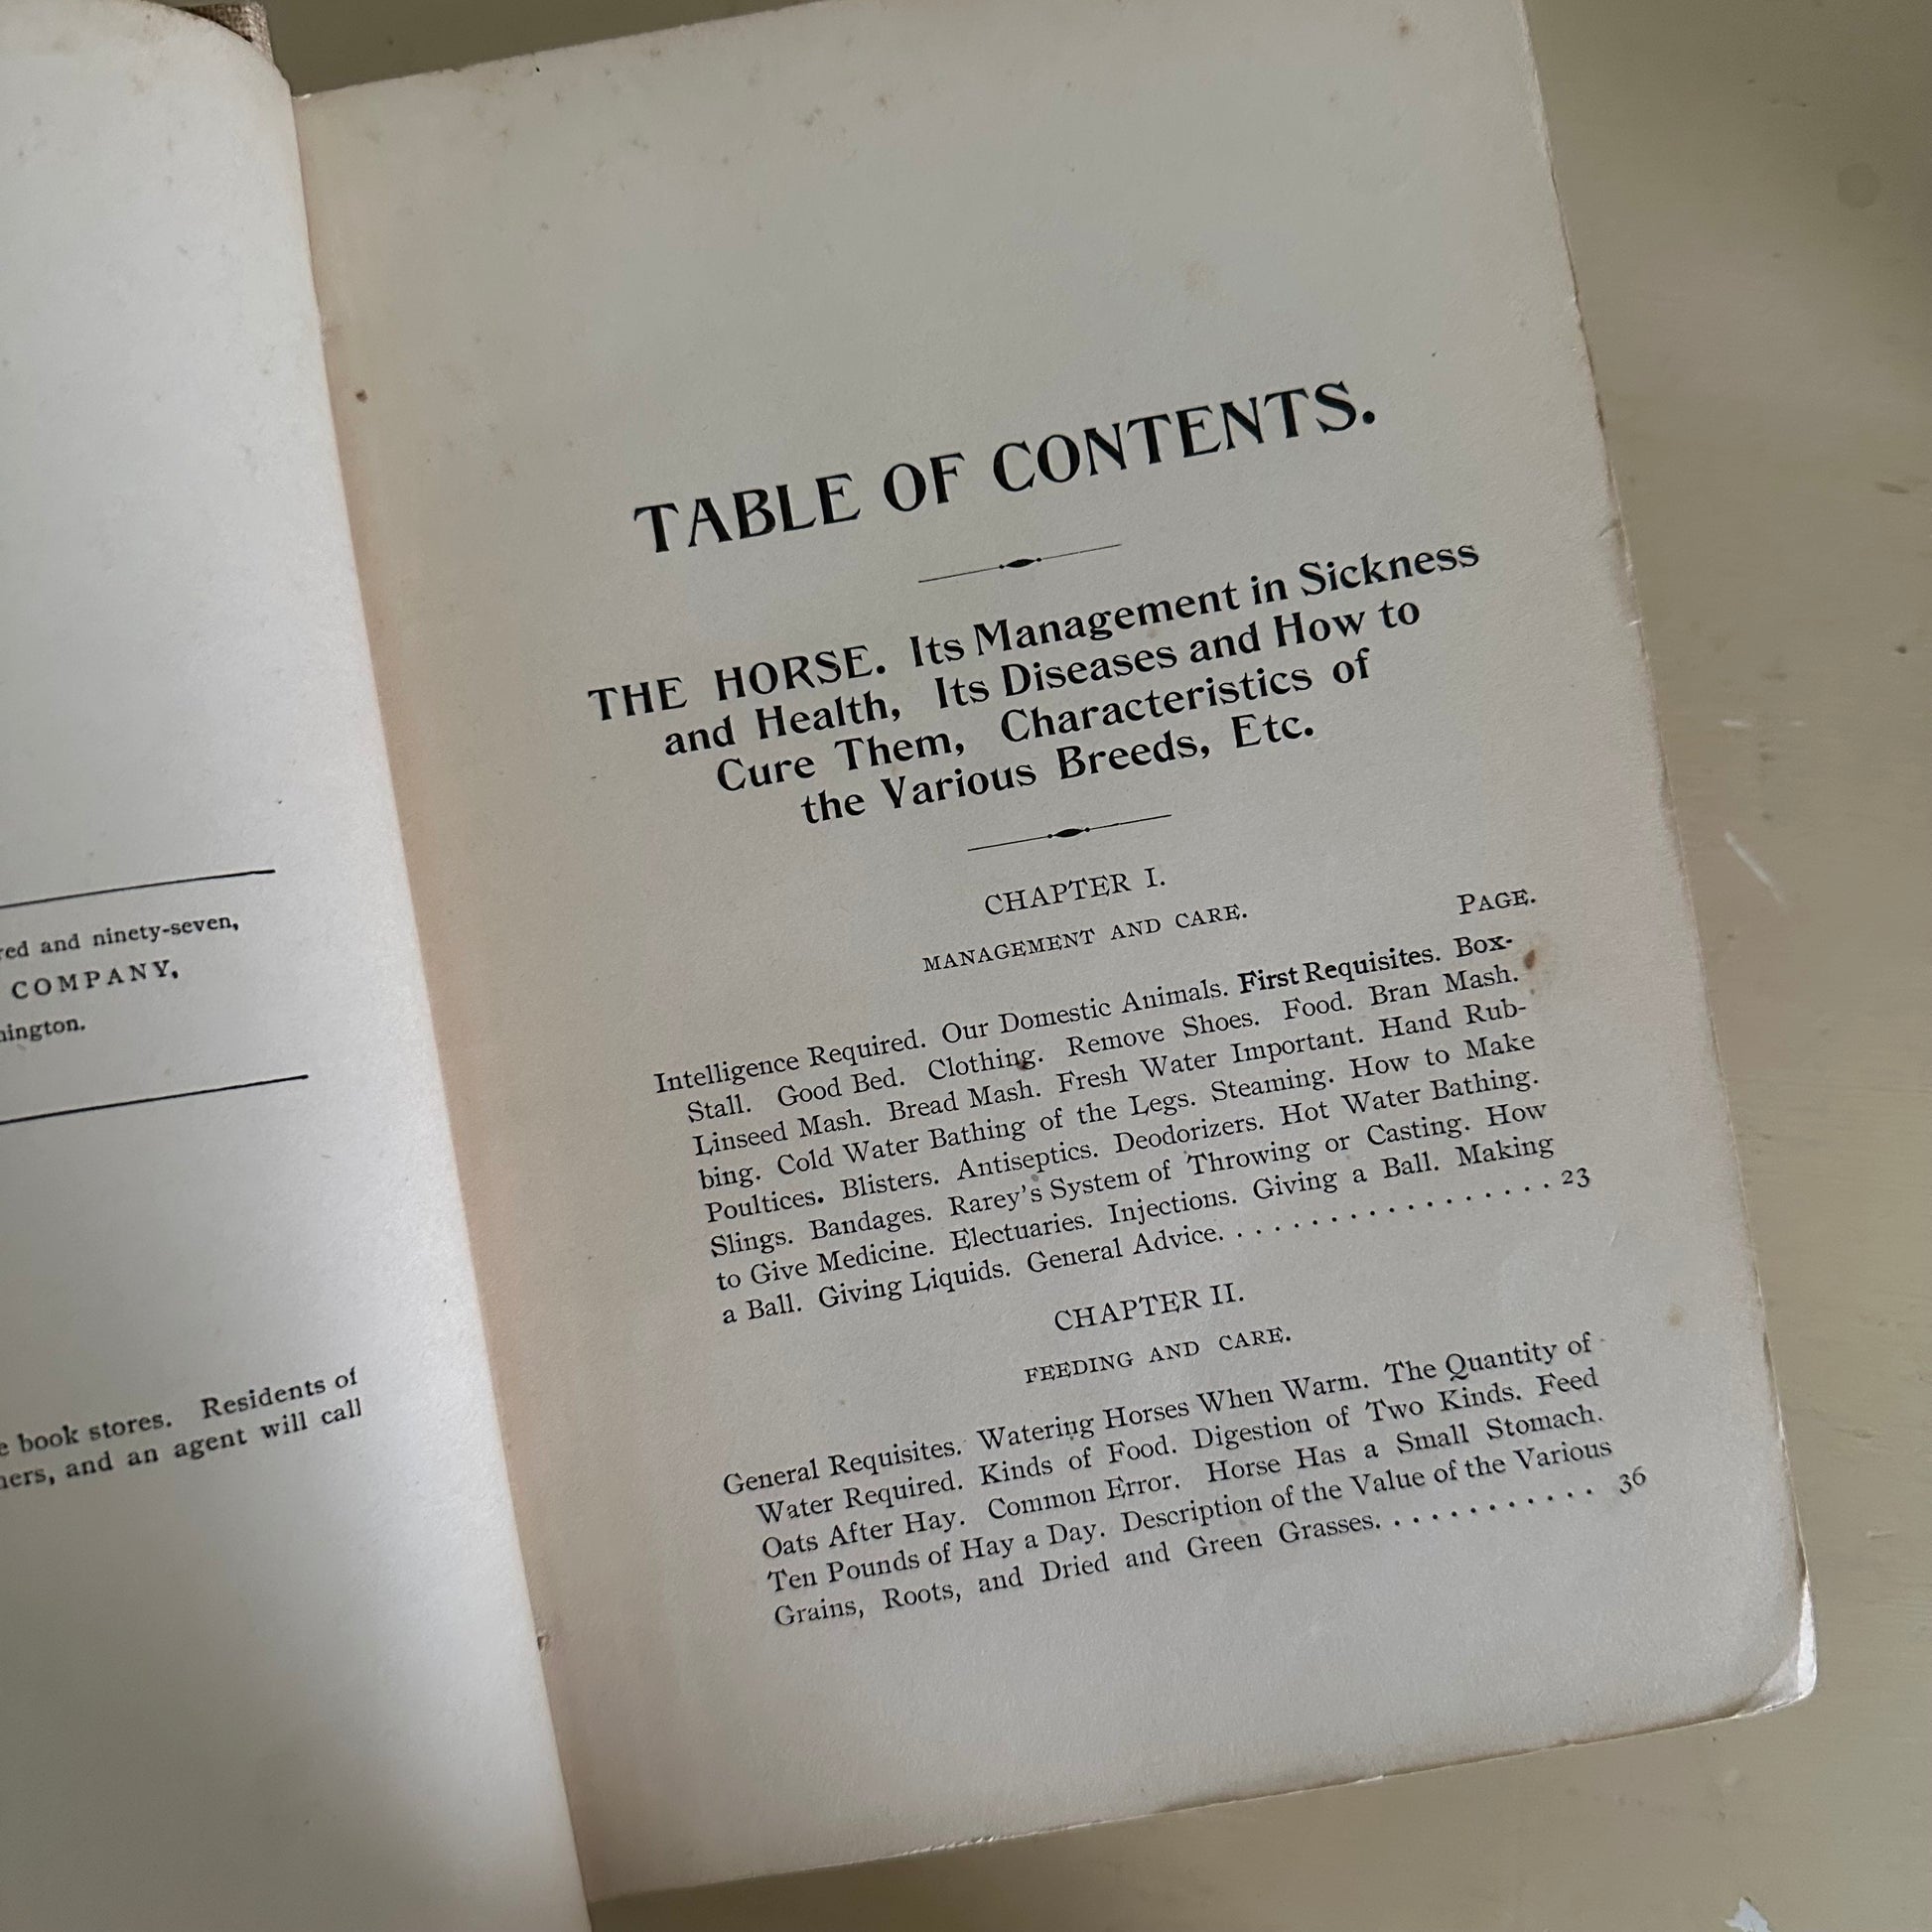 red and ninety-seven,
COMPANY,
book stores. Residents of
and an agent will call
TABLE OF CONTENTS.
THE HORSE. Its Management in Sickness
and Health, Its Diseases and How to
Cure Them, Characteristics of
the Various Breeds, Etc.
CHAPTER I.
MANAGEMENT AND CARE.
PAGE.
Intelligence Required. Our Domestic Animals. First Requisites. Box-
Stall. Good Bed. Clothing. Remove Shoes. Food. Bran Mash.
Linseed Mash. Bread Mash. Fresh Water Important. Hand Rub-
bing. Cold Water Bathing of the Legs. Steaming. How to Make
Poultices. Blisters. Antiseptics. Deodorizers. Hot Water Bathing.
Slings. Bandages. Rarey's System of Throwing or Casting. How
to Give Medicine. Electuaries. Injections. Giving a Ball. Making
a Ball. Giving Liquids. General Advice. . . . . . . . . . . . . . . . . . 23
CHAPTER II.
FEEDING AND CARE.
General Requisites. Watering Horses When Warm. The Quantity of
Water Required. Kinds of Food. Digestion of Two Kinds. Feed
Oats After Hay. Common Error. Horse Has a Small Stomach.
Ten Pounds of Hay a Day. Description of the Value of the Various
Grains, Roots, and Dried and Green Grasses. . . . . . . . . . . . 36